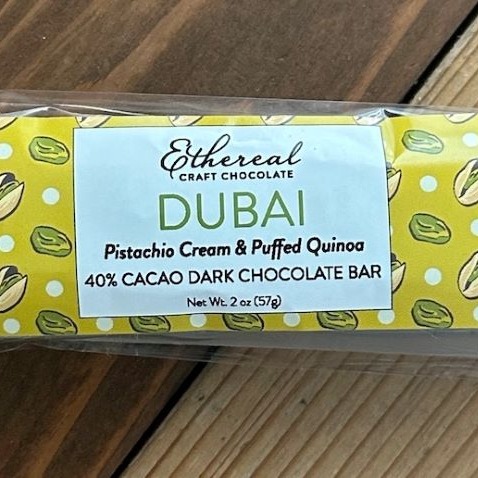 Ethereal
CRAFT CHOCOLATE
DUBAI
Pistachio Cream & Puffed Quinoa
40% CACAO DARK CHOCOLATE BAR
Net Wt. 2 oz (57g)